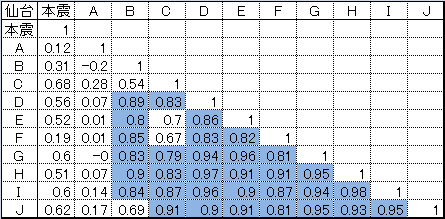 仙台 本震 A B C D E F G H I J
本震 1
A 0.12 1
B 0.31 -0.2 1
C 0.68 0.28 0.54 1
D 0.56 0.07 0.89 0.83 1
E 0.52 0.01 0.8 0.7 0.86 1
F 0.19 0.01 0.85 0.67 0.83 0.82 1
G 0.6 -0 0.83 0.79 0.94 0.96 0.81 1
H 0.51 0.07 0.9 0.83 0.97 0.91 0.91 0.95 1
I 0.6 0.14 0.84 0.87 0.96 0.9 0.87 0.94 0.98 1
J 0.62 0.17 0.69 0.91 0.9 0.91 0.81 0.95 0.93 0.95 1